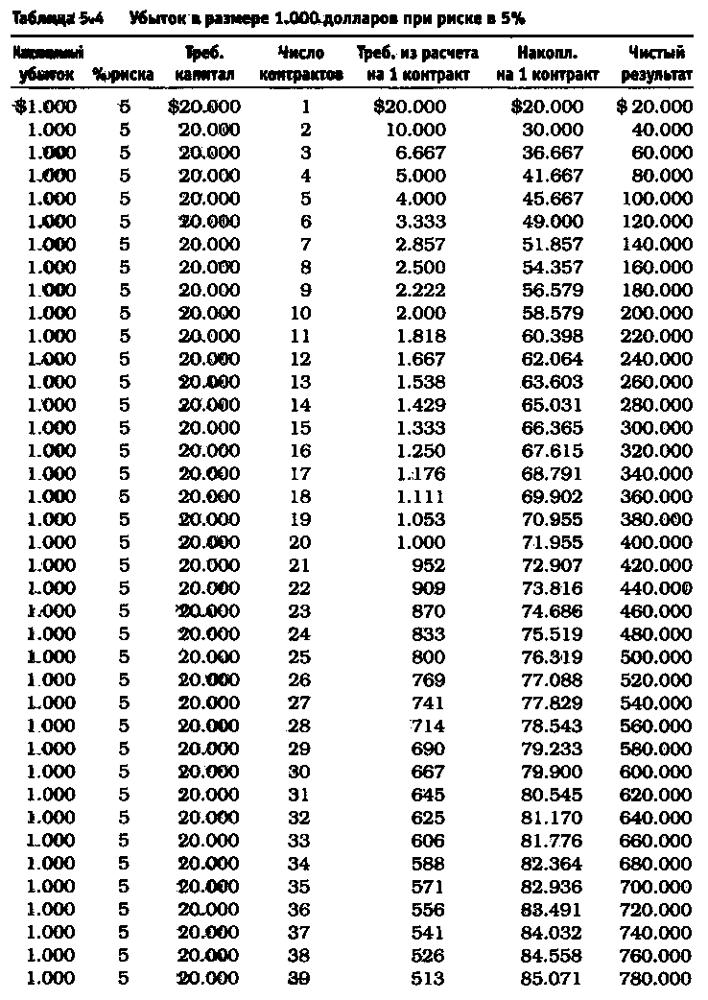 Таблица 5.4 Убыток в размере 1.000 долларов при риске в 5%
Треб. Число Треб. из расчета Накопл. Чистый
убыток % риска капитал контрактов на 1 контракт на 1 контракт результат
$1.000 5 $20.000 1 $20.000 $20.000 $ 20.000
1.000 5 20.000 2 10.000 30.000 40.000
1.000 5 20.000 3 6.667 36.667 60.000
1.000 5 20.000 4 5.000 41.667 80.000
1.000 5 20.000 5 4.000 45.667 100.000
1.000 5 20.000 6 3.333 49.000 120.000
1.000 5 20.000 7 2.857 51.857 140.000
1.000 5 20.000 8 2.500 54.357 160.000
1.000 5 20.000 9 2.222 56.579 180.000
1.000 5 20.000 10 2.000 58.579 200.000
1.000 5 20.000 11 1.818 60.398 220.000
1.000 5 20.000 12 1.667 62.064 240.000
1.000 5 20.000 13 1.538 63.603 260.000
1.000 5 20.000 14 1.429 65.031 280.000
1.000 5 20.000 15 1.333 66.365 300.000
1.000 5 20.000 16 1.250 67.615 320.000
1.000 5 20.000 17 1.176 68.791 340.000
1.000 5 20.000 18 1.111 69.902 360.000
1.000 5 20.000 19 1.053 70.955 380.000
1.000 5 20.000 20 1.000 71.955 400.000
1.000 5 20.000 21 952 72.907 420.000
1.000 5 20.000 22 909 73.816 440.000
1.000 5 20.000 23 870 74.686 460.000
1.000 5 20.000 24 833 75.519 480.000
1.000 5 20.000 25 800 76.319 500.000
1.000 5 20.000 26 769 77.088 520.000
1.000 5 20.000 27 741 77.829 540.000
1.000 5 20.000 28 714 78.543 560.000
1.000 5 20.000 29 690 79.233 580.000
1.000 5 20.000 30 667 79.900 600.000
1.000 5 20.000 31 645 80.545 620.000
1.000 5 20.000 32 625 81.170 640.000
1.000 5 20.000 33 606 81.776 660.000
1.000 5 20.000 34 588 82.364 680.000
1.000 5 20.000 35 571 82.936 700.000
1.000 5 20.000 36 556 83.491 720.000
1.000 5 20.000 37 541 84.032 740.000
1.000 5 20.000 38 526 84.558 760.000
1.000 5 20.000 39 513 85.071 780.000